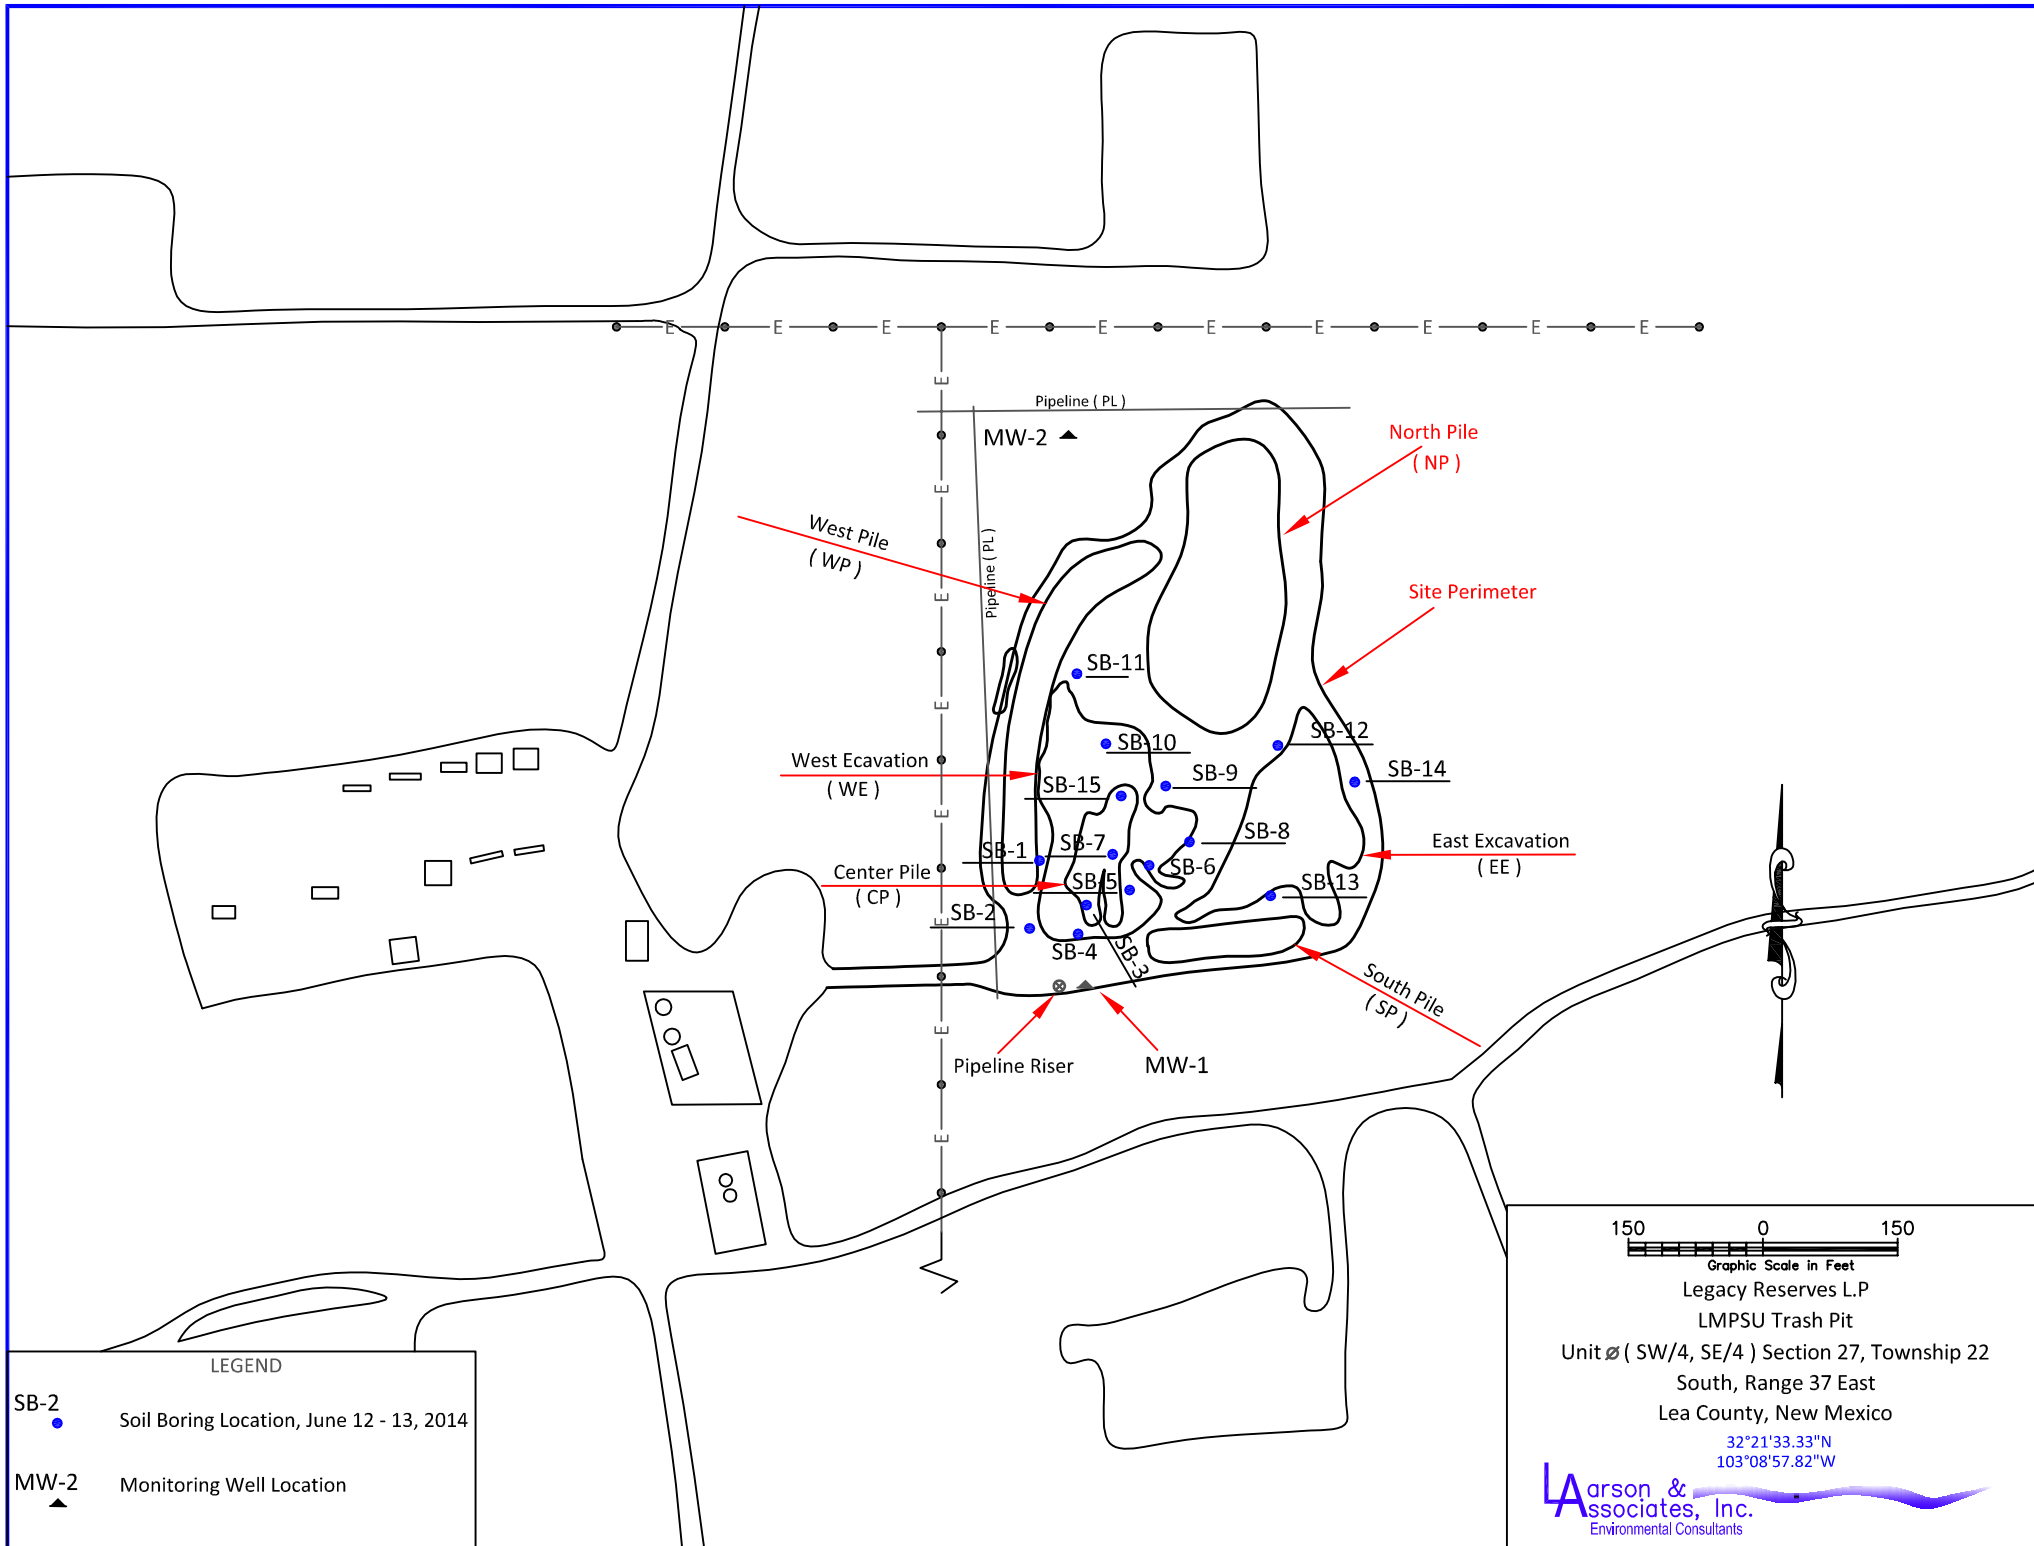 E E E E E E E E E E
E
E
E
E
E
E
E
E
Pipeline ( PL )
MW-2
Pipeline ( PL )
North Pile
( NP )
West Pile
( WP )
Site Perimeter
SB-11
SB-10
SB-12
West Ecavation
( WE )
SB-15
SB-9
SB-14
SB-1
SB-7
SB-8
East Excavation
( EE )
Center Pile
( CP )
SB-5
SB-6
SB-13
SB-2
SB-4
SB-3
South Pile
( SP )
Pipeline Riser
MW-1
LEGEND
SB-2
Soil Boring Location, June 12 - 13, 2014
MW-2
Monitoring Well Location
150 0 150
Graphic Scale in Feet
Legacy Reserves L.P
LMPSU Trash Pit
Unit ø ( SW/4, SE/4 ) Section 27, Township 22
South, Range 37 East
Lea County, New Mexico
32°21'33.33"N
103°08'57.82"W
LArson &
Associates, Inc.
Environmental Consultants